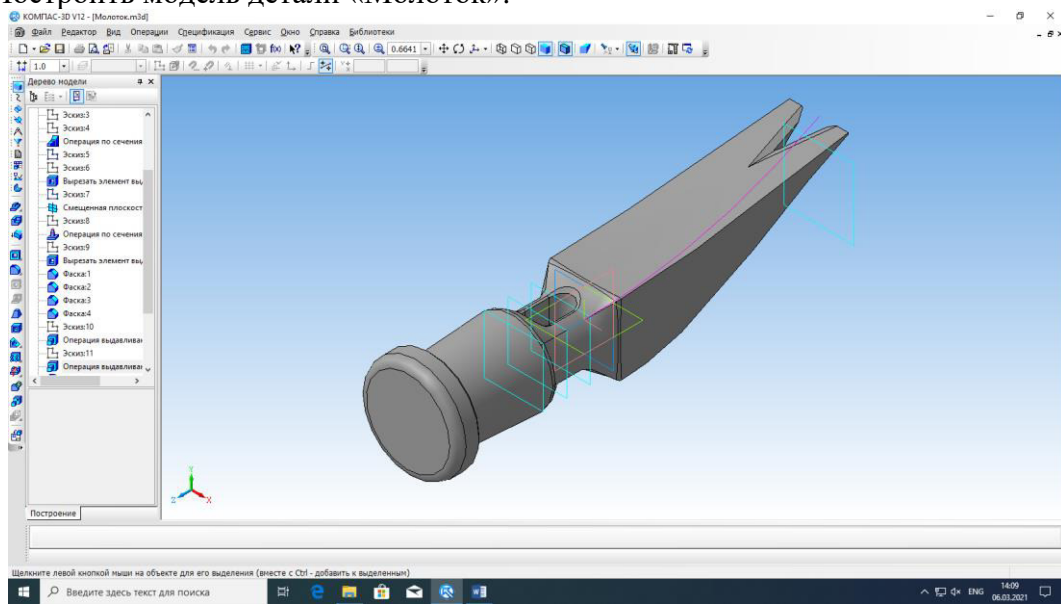 Построить модель детали «Молоток».
КОМПАС-3D V12 - [Молоток.m3d]
Файл Редактор Вид Операции Спецификация Сервис Окно Справка Библиотеки
0.6641
1.0
Дерево модели
Эскиз:3
Эскиз:4
Операция по сечения
Эскиз:5
Эскиз:6
Вырезать элемент вы
Эскиз:7
Смещенная плоскост
Эскиз:8
Операция по сечения
Эскиз:9
Вырезать элемент вы
Фаска:1
Фаска:2
Фаска:3
Фаска:4
Эскиз:10
Операция выдавлива
Эскиз:11
Операция выдавлива
Y
Z X
Построение
Щелкните левой кнопкой мыши на объекте для его выделения (вместе с Ctrl - добавить к выделенным)
Введите здесь текст для поиска
ENG
14:09
06.03.2021